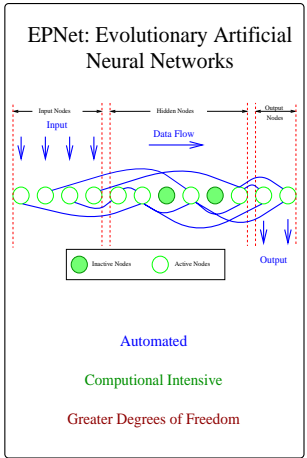 EPNet: Evolutionary Artificial
Neural Networks
Input Nodes
Hidden Nodes
Output
Nodes
Input
Data Flow
Inactive Nodes
Active Nodes
Output
Automated
Computional Intensive
Greater Degrees of Freedom